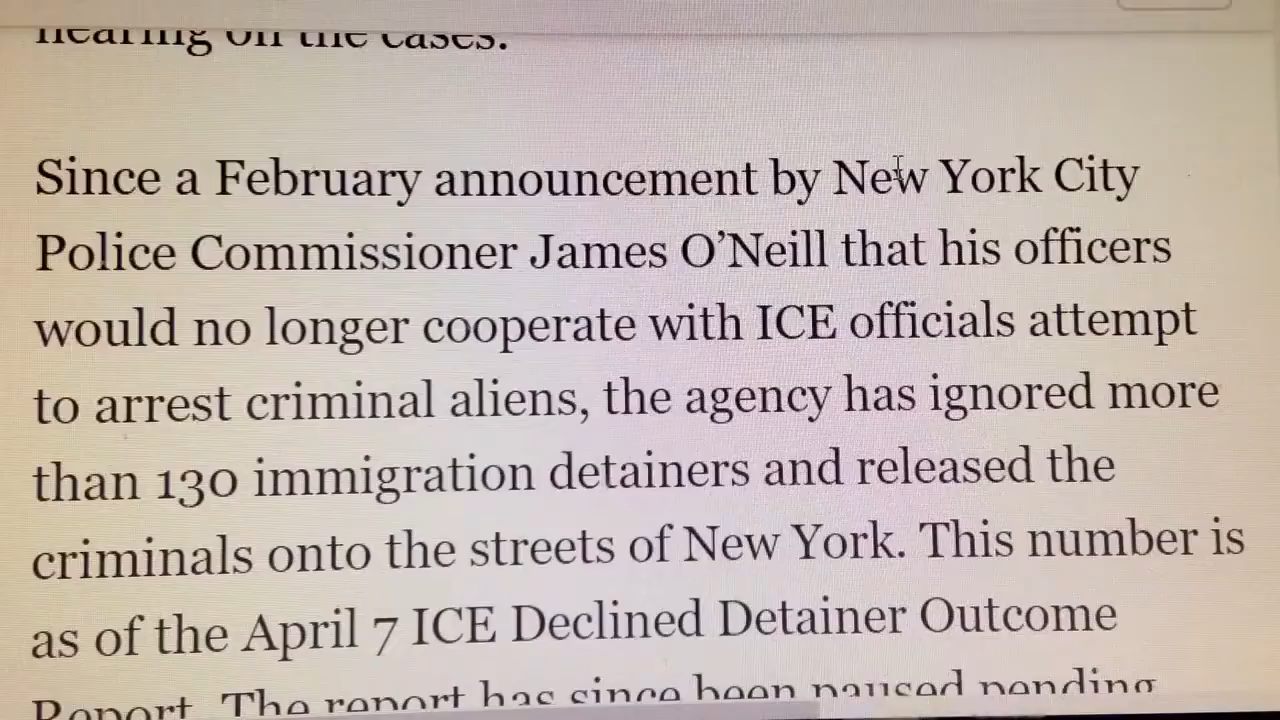 hearing on the cases.
Since a February announcement by New York City
Police Commissioner James O’Neill that his officers
would no longer cooperate with ICE officials attempt
to arrest criminal aliens, the agency has ignored more
than 130 immigration detainers and released the
criminals onto the streets of New York. This number is
as of the April 7 ICE Declined Detainer Outcome
Report. The report has since been paused pending